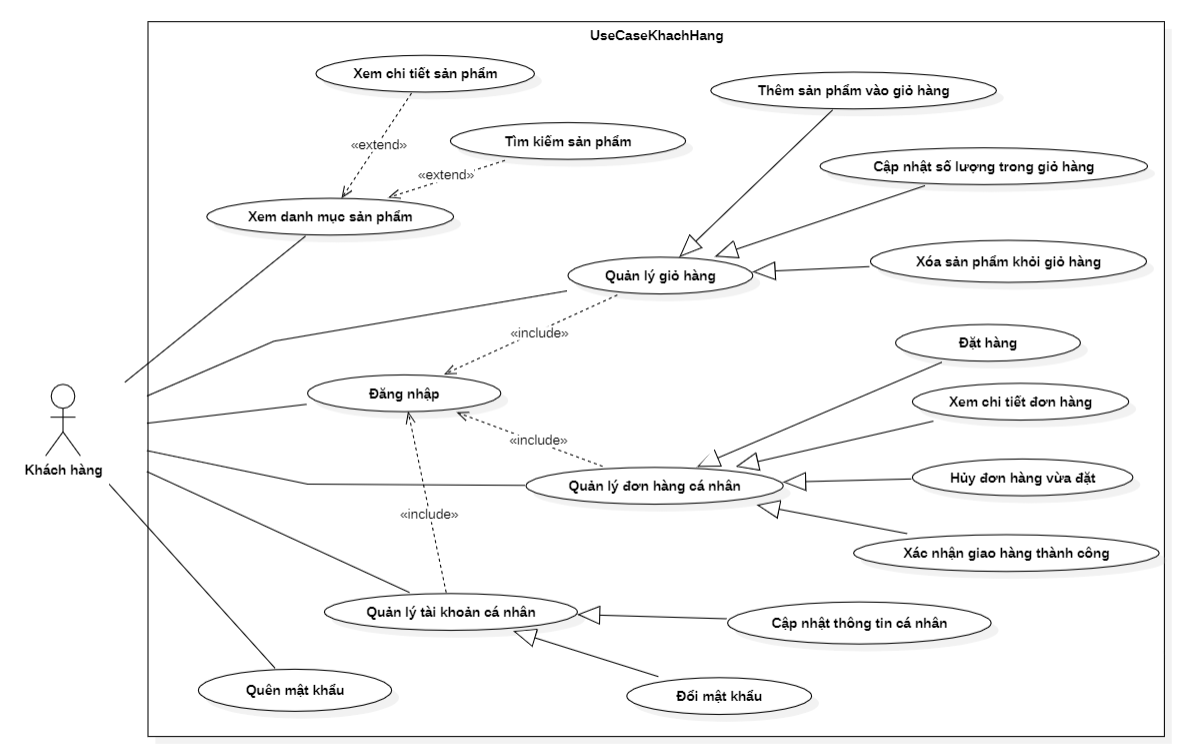 UseCaseKhachHang
Xem chi tiết sản phẩm
Thêm sản phẩm vào giỏ hàng
«extend»
Tìm kiếm sản phẩm
Cập nhật số lượng trong giỏ hàng
«extend»
Xem danh mục sản phẩm
Quản lý giỏ hàng
Xóa sản phẩm khỏi giỏ hàng
«include»
Đặt hàng
Đăng nhập
Xem chi tiết đơn hàng
«include»
Khách hàng
Quản lý đơn hàng cá nhân
Hủy đơn hàng vừa đặt
«include»
Xác nhận giao hàng thành công
Quản lý tài khoản cá nhân
Cập nhật thông tin cá nhân
Quên mật khẩu
Đổi mật khẩu